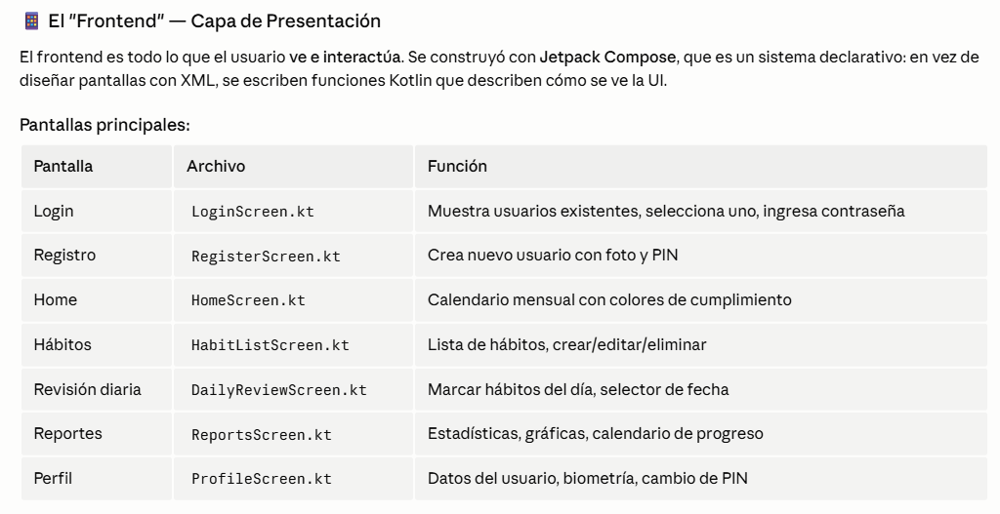 El "Frontend" — Capa de Presentación
El frontend es todo lo que el usuario ve e interactúa. Se construyó con Jetpack Compose, que es un sistema declarativo: en vez de
diseñar pantallas con XML, se escriben funciones Kotlin que describen cómo se ve la UI.
Pantallas principales:
Pantalla Archivo Función
Login LoginScreen.kt Muestra usuarios existentes, selecciona uno, ingresa contraseña
Registro RegisterScreen.kt Crea nuevo usuario con foto y PIN
Home HomeScreen.kt Calendario mensual con colores de cumplimiento
Hábitos HabitListScreen.kt Lista de hábitos, crear/editar/eliminar
Revisión diaria DailyReviewScreen.kt Marcar hábitos del día, selector de fecha
Reportes ReportsScreen.kt Estadísticas, gráficas, calendario de progreso
Perfil ProfileScreen.kt Datos del usuario, biometría, cambio de PIN